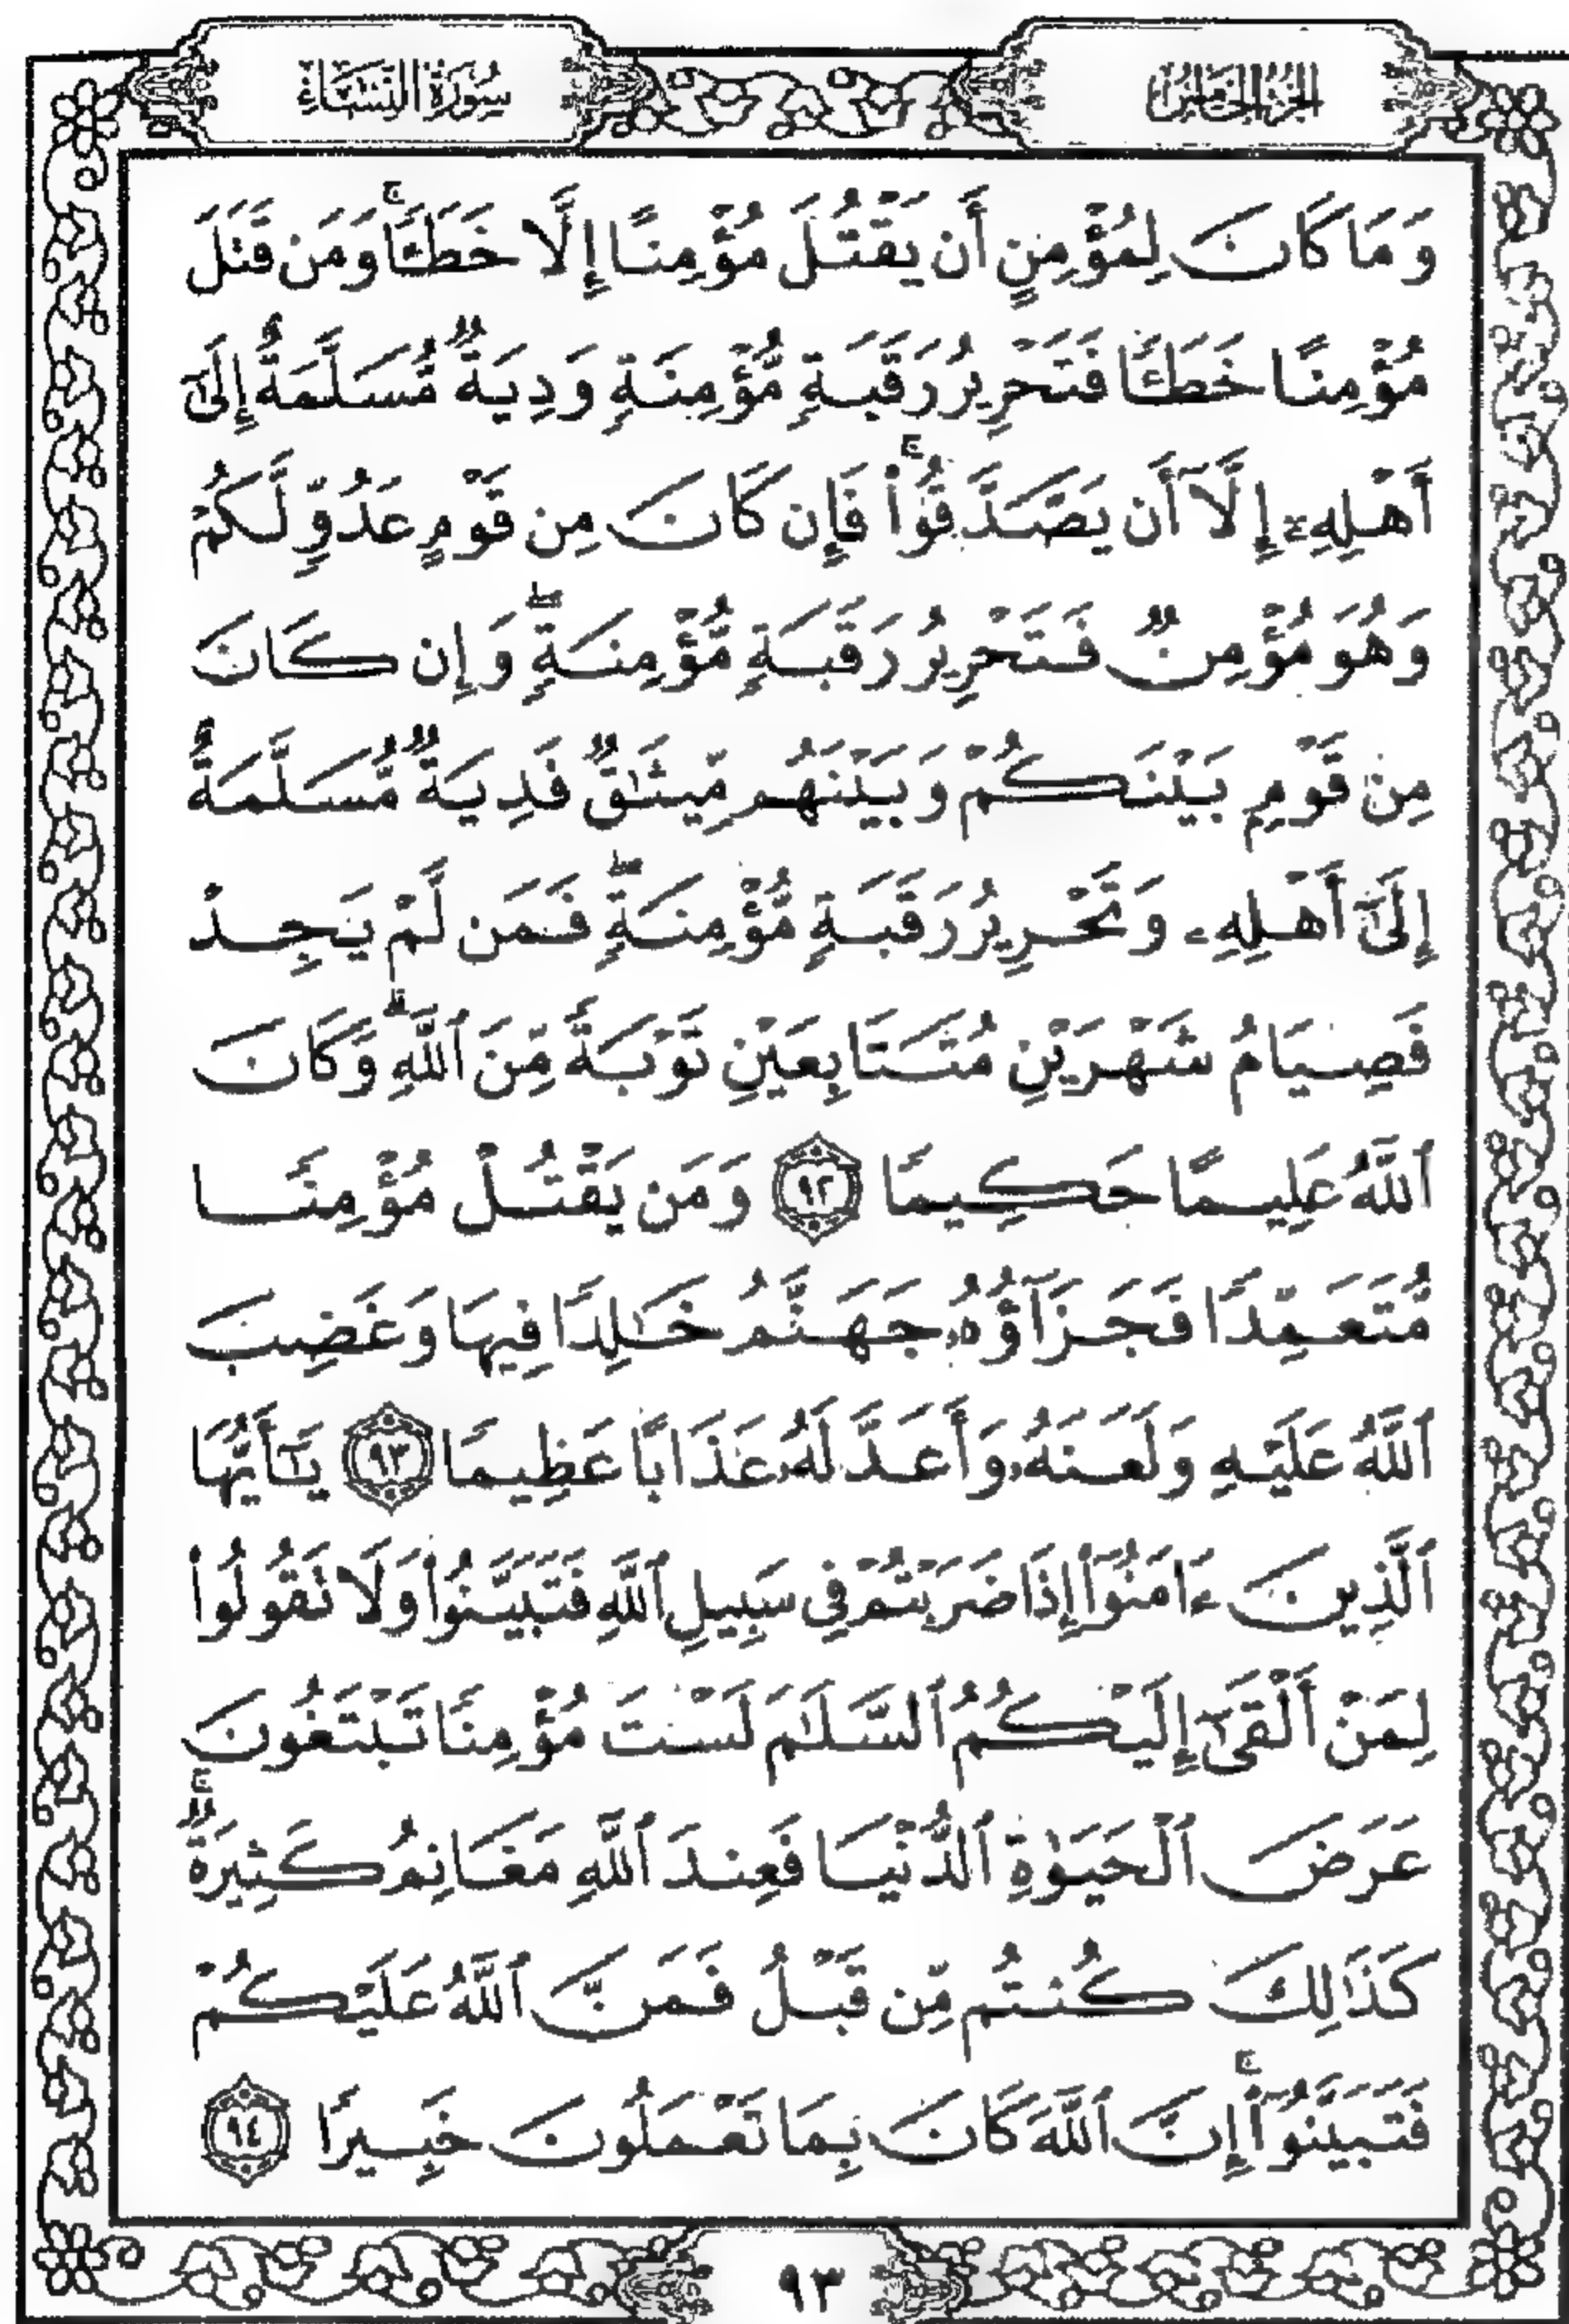 الجزء الخامس
سورة النساء
وَمَا كَانَ لِمُؤْمِنٍ أَن يَقْتُلَ مُؤْمِنًا إِلَّا خَطَـًٔا ۚ وَمَن قَتَلَ
مُؤْمِنًا خَطَـًٔا فَتَحْرِيرُ رَقَبَةٍ مُّؤْمِنَةٍ وَدِيَةٌ مُّسَلَّمَةٌ إِلَىٰٓ
أَهْلِهِۦٓ إِلَّآ أَن يَصَّدَّقُوا۟ ۚ فَإِن كَانَ مِن قَوْمٍ عَدُوٍّ لَّكُمْ
وَهُوَ مُؤْمِنٌ فَتَحْرِيرُ رَقَبَةٍ مُّؤْمِنَةٍ ۖ وَإِن كَانَ
مِن قَوْمٍۭ بَيْنَكُمْ وَبَيْنَهُم مِّيثَـٰقٌ فَدِيَةٌ مُّسَلَّمَةٌ
إِلَىٰٓ أَهْلِهِۦ وَتَحْرِيرُ رَقَبَةٍ مُّؤْمِنَةٍ ۖ فَمَن لَّمْ يَجِدْ
فَصِيَامُ شَهْرَيْنِ مُتَتَابِعَيْنِ تَوْبَةً مِّنَ ٱللَّهِ ۗ وَكَانَ
ٱللَّهُ عَلِيمًا حَكِيمًا ٩٢ وَمَن يَقْتُلْ مُؤْمِنًا
مُّتَعَمِّدًا فَجَزَآؤُهُۥ جَهَنَّمُ خَـٰلِدًا فِيهَا وَغَضِبَ
ٱللَّهُ عَلَيْهِ وَلَعَنَهُۥ وَأَعَدَّ لَهُۥ عَذَابًا عَظِيمًا ٩٣ يَـٰٓأَيُّهَا
ٱلَّذِينَ ءَامَنُوٓا۟ إِذَا ضَرَبْتُمْ فِى سَبِيلِ ٱللَّهِ فَتَبَيَّنُوا۟ وَلَا تَقُولُوا۟
لِمَنْ أَلْقَىٰٓ إِلَيْكُمُ ٱلسَّلَـٰمَ لَسْتَ مُؤْمِنًا تَبْتَغُونَ
عَرَضَ ٱلْحَيَوٰةِ ٱلدُّنْيَا فَعِندَ ٱللَّهِ مَغَانِمُ كَثِيرَةٌ ۚ
كَذَٰلِكَ كُنتُم مِّن قَبْلُ فَمَنَّ ٱللَّهُ عَلَيْكُمْ
فَتَبَيَّنُوٓا۟ ۚ إِنَّ ٱللَّهَ كَانَ بِمَا تَعْمَلُونَ خَبِيرًا ٩٤
٩٣